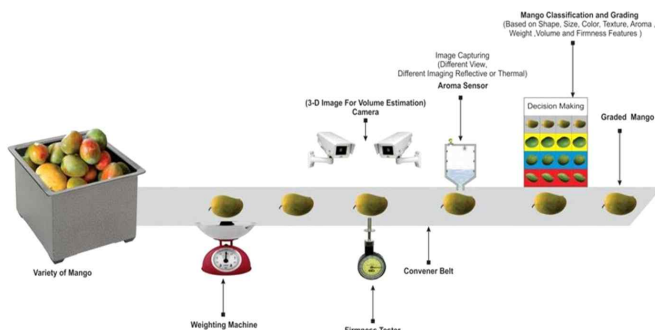 Mango Classification and Grading
(Based on Shape, Size, Color, Texture, Aroma ,
Weight ,Volume and Firmness Features )
Image Capturing
(Different View,
Different Imaging Reflective or Thermal)
Aroma Sensor
(3-D Image For Volume Estimation)
Camera
Decision Making
Graded Mango
Variety of Mango
Convener Belt
Weighting Machine
Firmness Tester